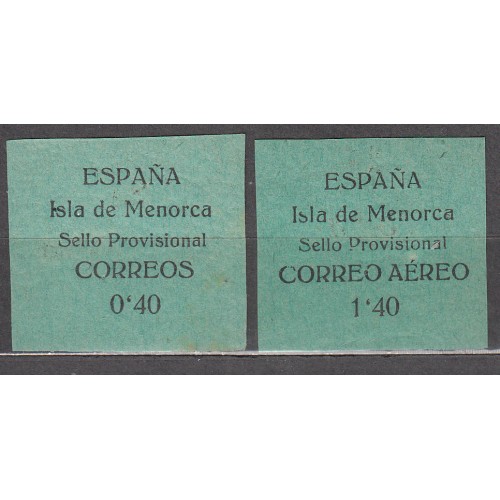 ESPAÑA
Isla de Menorca
Sello Provisional
CORREOS
0'40
ESPAÑA
Isla de Menorca
Sello Provisional
CORREO AÉREO
1'40